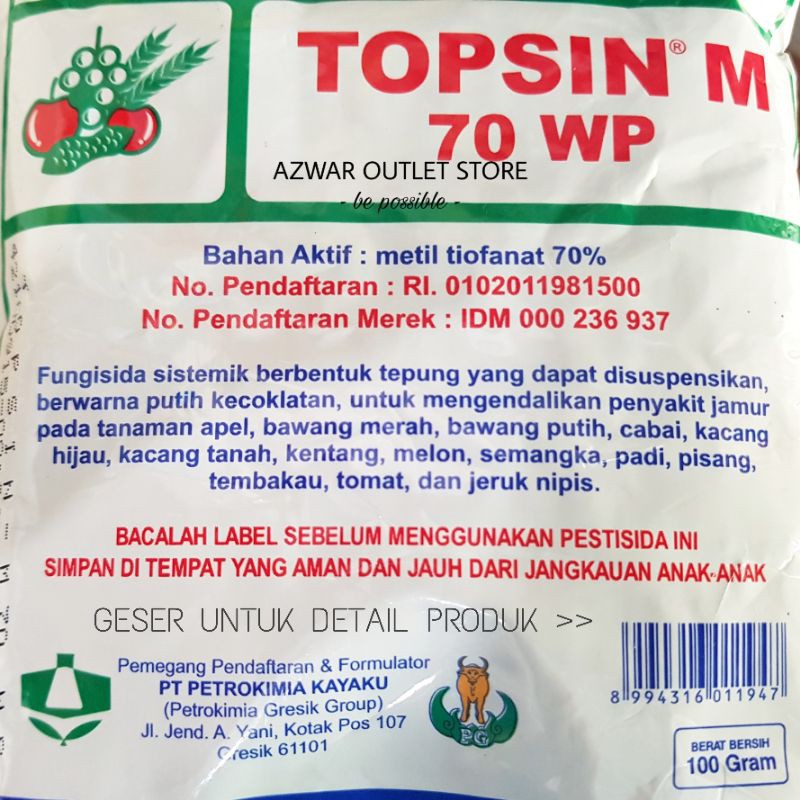 TOPSIN® M
70 WP
AZWAR OUTLET STORE
- be possible -
Bahan Aktif : metil tiofanat 70%
No. Pendaftaran : RI. 0102011981500
No. Pendaftaran Merek : IDM 000 236 937
Fungisida sistemik berbentuk tepung yang dapat disuspensikan,
berwarna putih kecoklatan, untuk mengendalikan penyakit jamur
pada tanaman apel, bawang merah, bawang putih, cabai, kacang
hijau, kacang tanah, kentang, melon, semangka, padi, pisang,
tembakau, tomat, dan jeruk nipis.
BACALAH LABEL SEBELUM MENGGUNAKAN PESTISIDA INI
SIMPAN DI TEMPAT YANG AMAN DAN JAUH DARI JANGKAUAN ANAK-ANAK
GESER UNTUK DETAIL PRODUK >>
Pemegang Pendaftaran & Formulator
PT PETROKIMIA KAYAKU
(Petrokimia Gresik Group)
Jl. Jend. A. Yani, Kotak Pos 107
Gresik 61101
PG
8 994316 011947
BERAT BERSIH
100 Gram